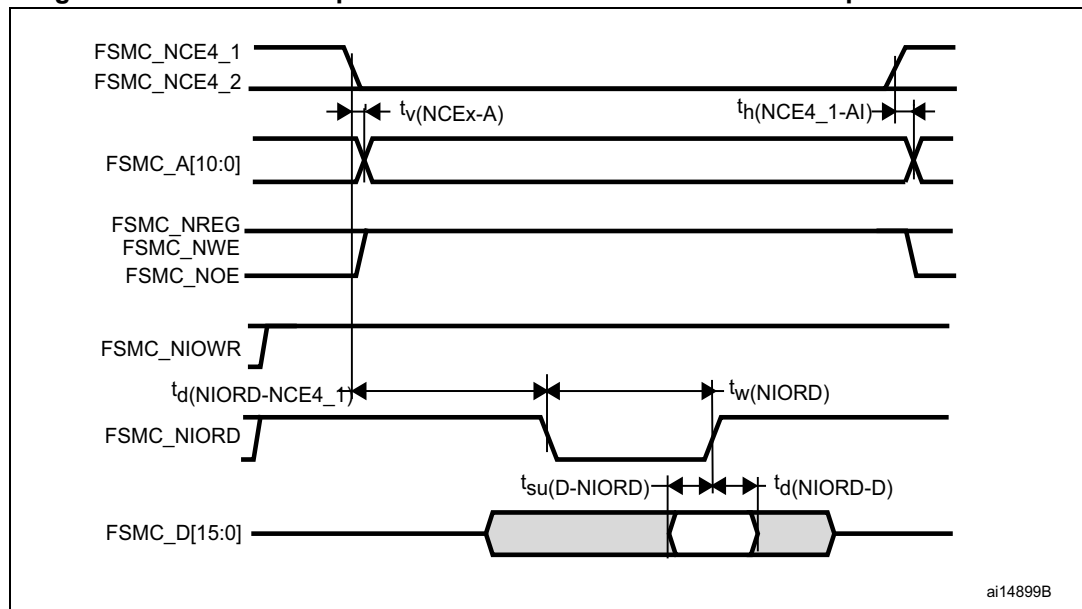 FSMC_NCE4_1
FSMC_NCE4_2
tv(NCEx-A)
th(NCE4_1-AI)
FSMC_A[10:0]
FSMC_NREG
FSMC_NWE
FSMC_NOE
FSMC_NIOWR
td(NIORD-NCE4_1)
tw(NIORD)
FSMC_NIORD
tsu(D-NIORD)
td(NIORD-D)
FSMC_D[15:0]
ai14899B